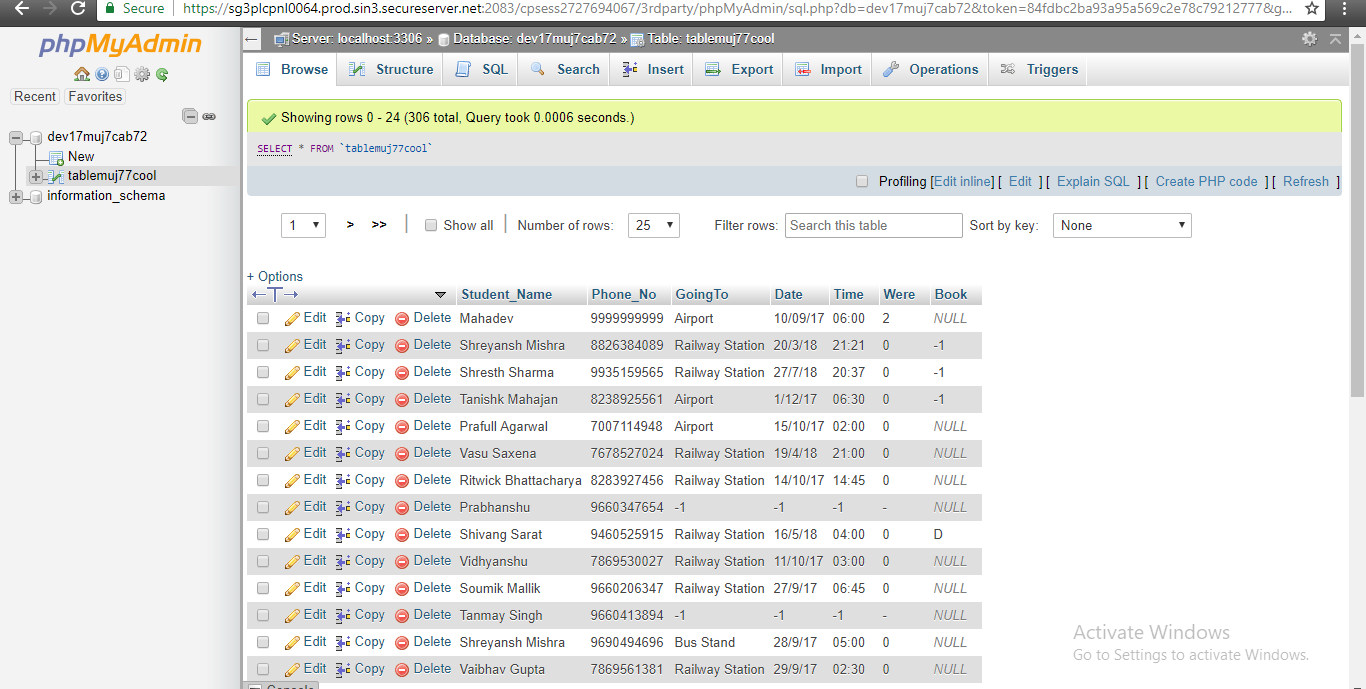 Secure https://sg3plcpnl0064.prod.sin3.secureserver.net:2083/cpsess2727694067/3rdparty/phpMyAdmin/sql.php?db=dev17muj7cab72&token=84fdbc2ba93a95a569c2e78c79212777&g...
phpMyAdmin
Recent Favorites
dev17muj7cab72
New
tablemuj77cool
information_schema
Server: localhost:3306 » Database: dev17muj7cab72 » Table: tablemuj77cool
Browse Structure SQL Search Insert Export Import Operations Triggers
Showing rows 0 - 24 (306 total, Query took 0.0006 seconds.)
SELECT * FROM `tablemuj77cool`
Profiling [Edit inline] [ Edit ] [ Explain SQL ] [ Create PHP code ] [ Refresh ]
1 > >> | Show all | Number of rows: 25 Filter rows: Search this table Sort by key: None
+ Options
←T→ Student_Name Phone_No GoingTo Date Time Were Book
Edit Copy Delete Mahadev 9999999999 Airport 10/09/17 06:00 2 NULL
Edit Copy Delete Shreyansh Mishra 8826384089 Railway Station 20/3/18 21:21 0 -1
Edit Copy Delete Shresth Sharma 9935159565 Railway Station 27/7/18 20:37 0 -1
Edit Copy Delete Tanishk Mahajan 8238925561 Airport 1/12/17 06:30 0 -1
Edit Copy Delete Prafull Agarwal 7007114948 Airport 15/10/17 02:00 0 NULL
Edit Copy Delete Vasu Saxena 7678527024 Railway Station 19/4/18 21:00 0 NULL
Edit Copy Delete Ritwick Bhattacharya 8283927456 Railway Station 14/10/17 14:45 0 NULL
Edit Copy Delete Prabhanshu 9660347654 -1 -1 -1 - NULL
Edit Copy Delete Shivang Sarat 9460525915 Railway Station 16/5/18 04:00 0 D
Edit Copy Delete Vidhyanshu 7869530027 Railway Station 11/10/17 03:00 0 NULL
Edit Copy Delete Soumik Mallik 9660206347 Railway Station 27/9/17 06:45 0 NULL
Edit Copy Delete Tanmay Singh 9660413894 -1 -1 -1 - NULL
Edit Copy Delete Shreyansh Mishra 9690494696 Bus Stand 28/9/17 05:00 0 NULL
Edit Copy Delete Vaibhav Gupta 7869561381 Railway Station 29/9/17 02:30 0 NULL
Console
Activate Windows
Go to Settings to activate Windows.